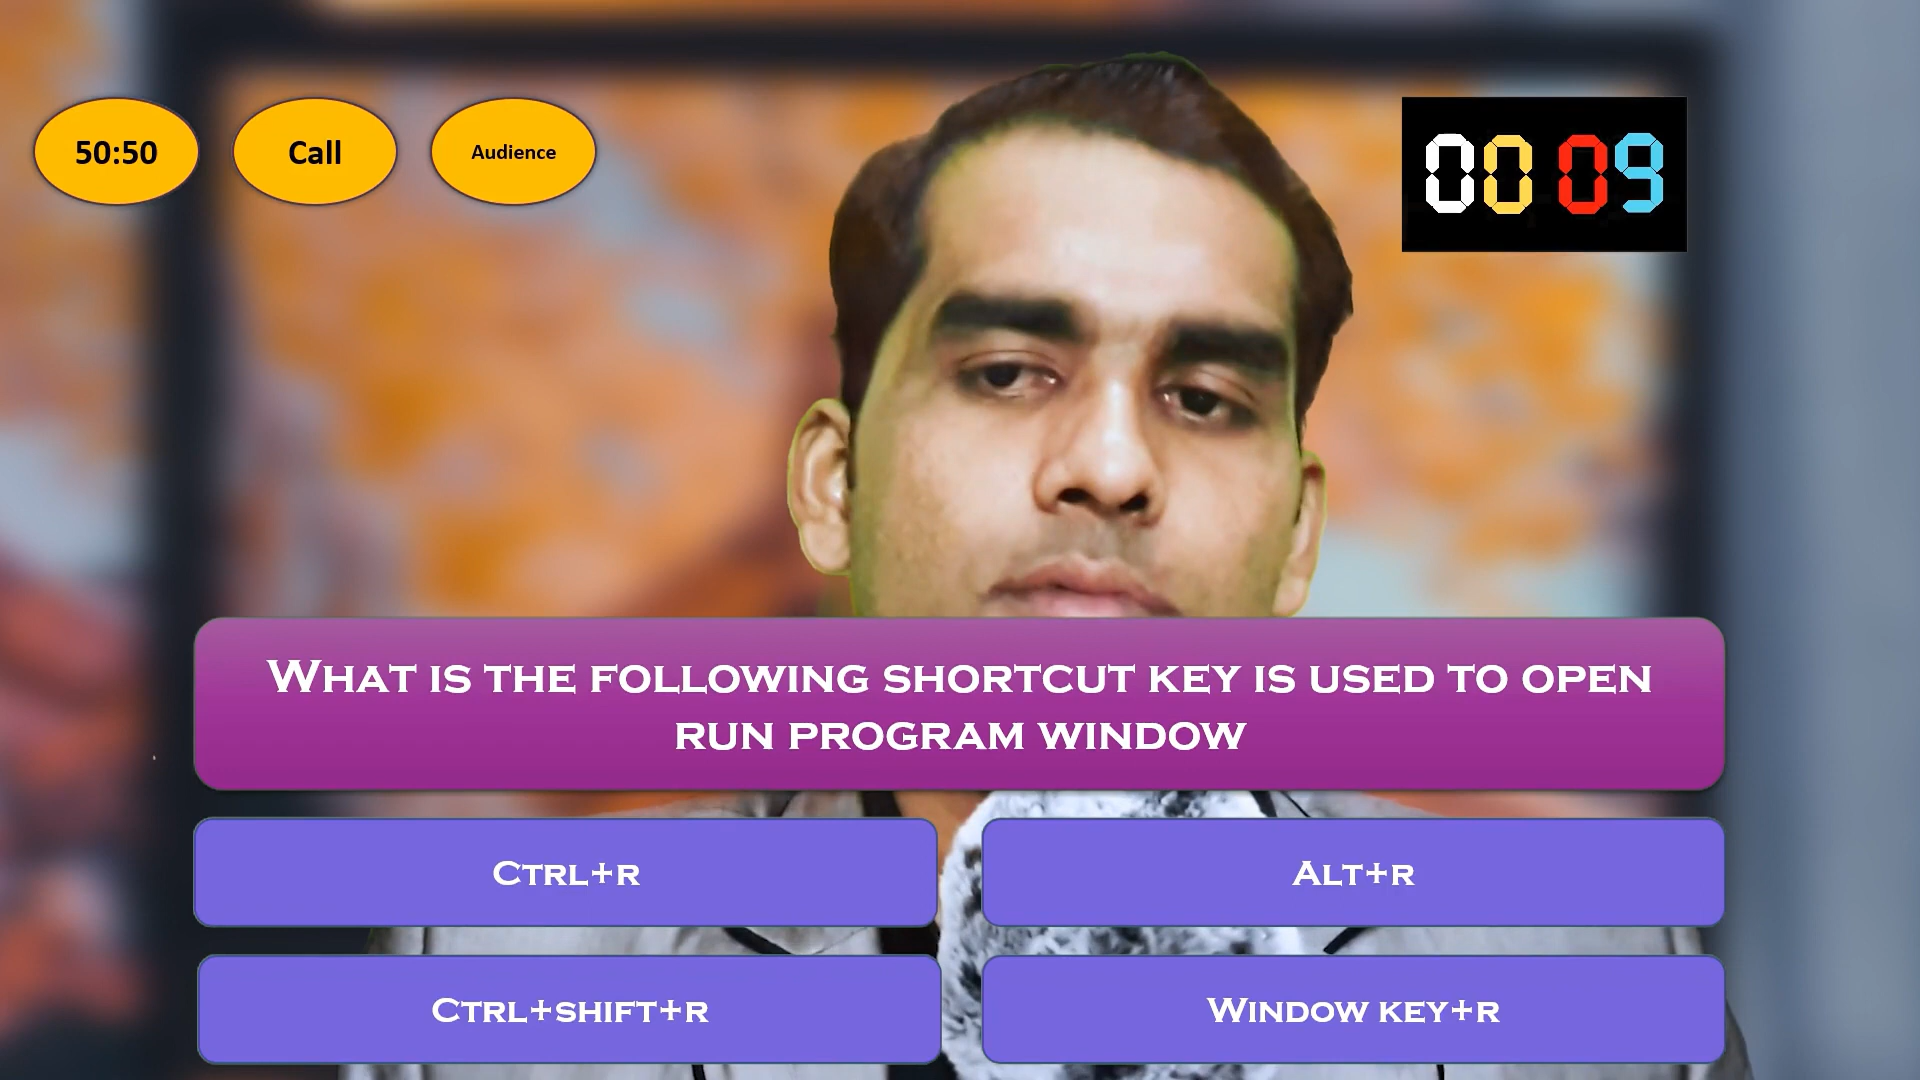 50:50
Call
Audience
00 09
What is the following shortcut key is used to open
run program window
Ctrl+r
Alt+r
Ctrl+shift+r
Window key+r